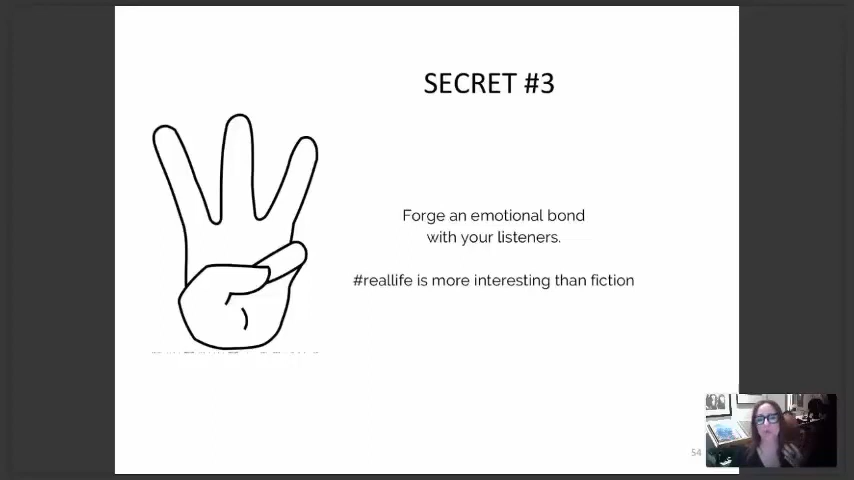 SECRET #3
Forge an emotional bond
with your listeners.
#reallife is more interesting than fiction
54